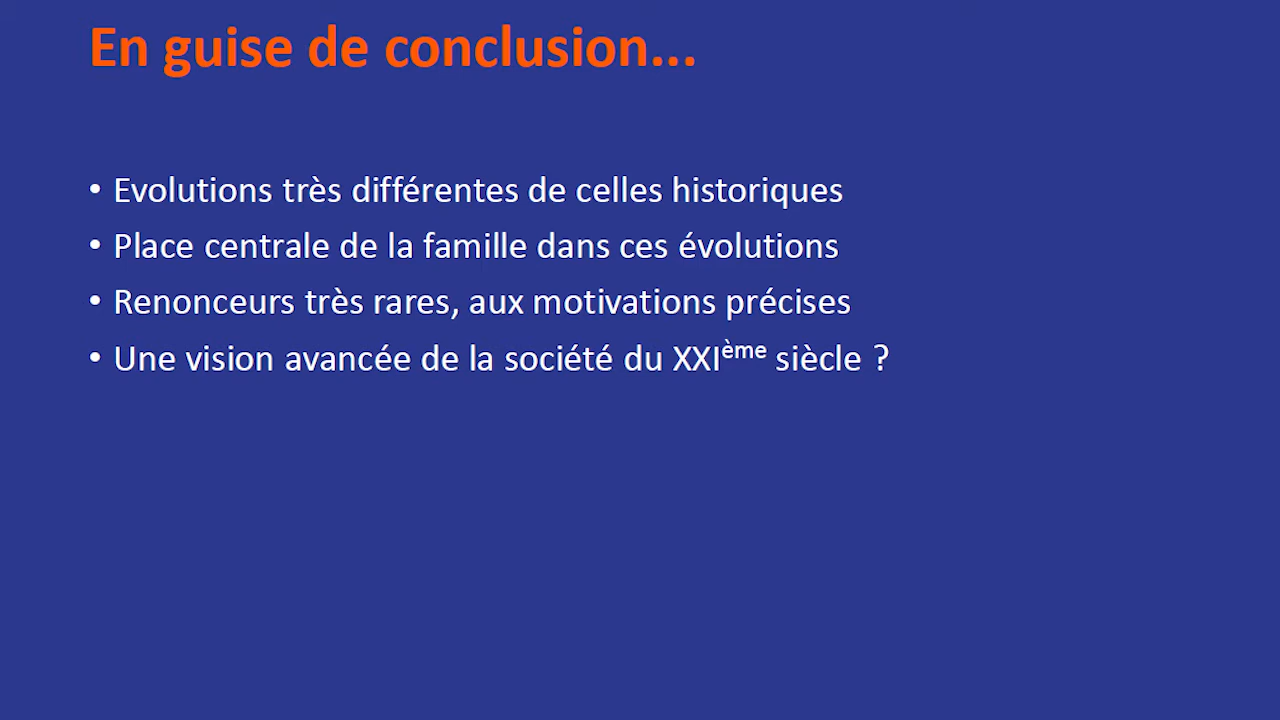 En guise de conclusion...
• Evolutions très différentes de celles historiques
• Place centrale de la famille dans ces évolutions
• Renonceurs très rares, aux motivations précises
• Une vision avancée de la société du XXIème siècle ?